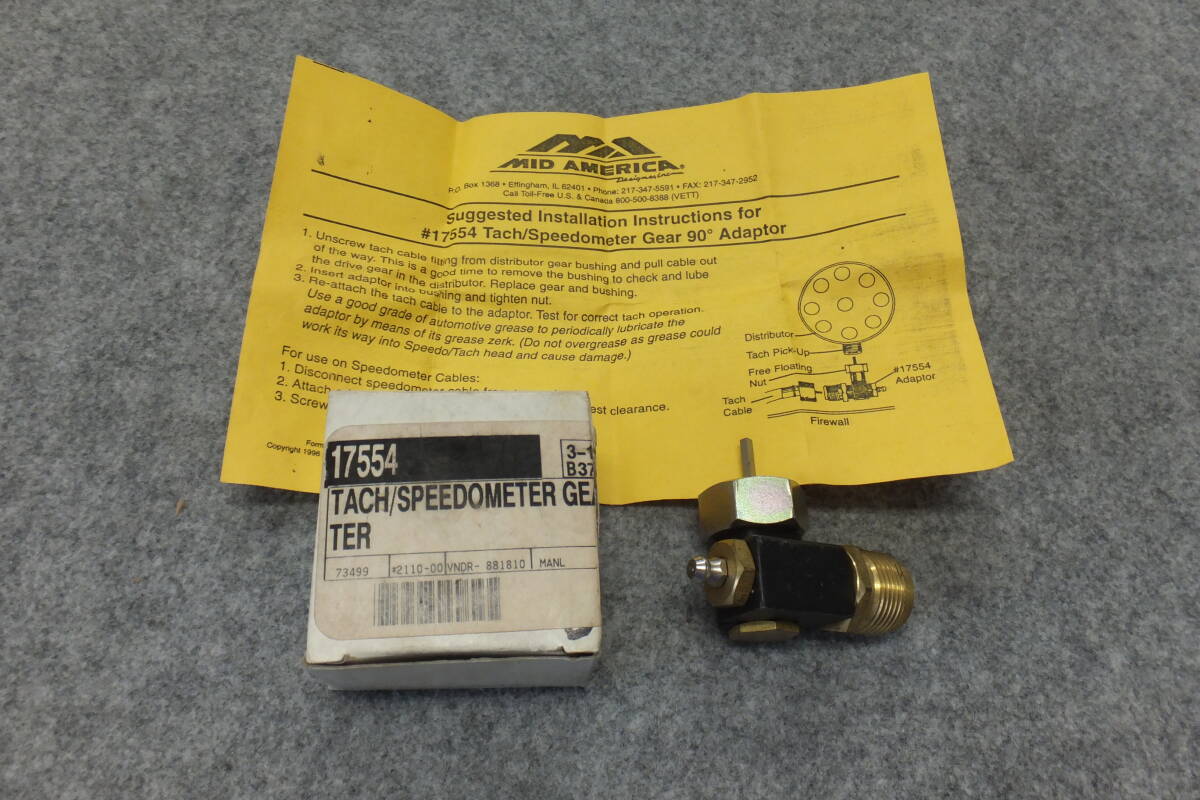 MID AMERICA®
Designs, Inc.
P.O. Box 1368 • Effingham, IL 62401 • Phone: 217-347-5591 • FAX: 217-347-2952
Call Toll-Free U.S. & Canada 800-500-8388 (VETT)
Suggested Installation Instructions for
#17554 Tach/Speedometer Gear 90° Adaptor
1. Unscrew tach cable fitting from distributor gear bushing and pull cable out
of the way. This is a good time to remove the bushing to check and lube
the drive gear in the distributor. Replace gear and bushing.
2. Insert adaptor into bushing and tighten nut.
3. Re-attach the tach cable to the adaptor. Test for correct tach operation.
Use a good grade of automotive grease to periodically lubricate the
adaptor by means of its grease zerk. (Do not overgrease as grease could
work its way into Speedo/Tach head and cause damage.)
For use on Speedometer Cables:
1. Disconnect speedometer cable
2. Attach
3. Screw est clearance.
Form
Copyright 1996
Distributor
Tach Pick-Up
Free Floating
Nut
#17554
Adaptor
Tach
Cable
Firewall
17554
3-1
B37
TACH/SPEEDOMETER GEA
TER
73499 *2110-00 VNDR- 881810 MANL